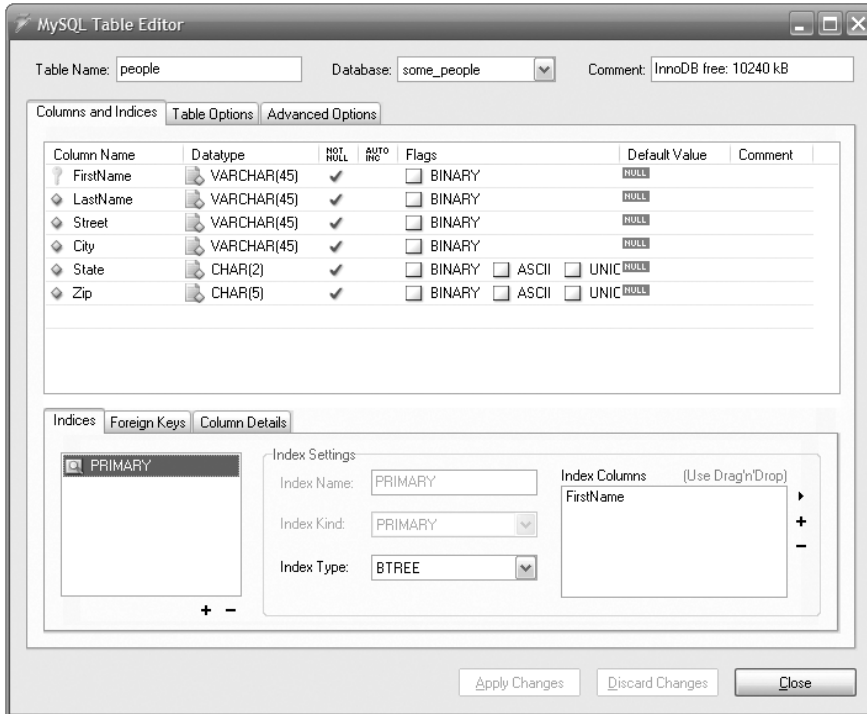 MySQL Table Editor
Table Name: people Database: some_people Comment: InnoDB free: 10240 kB
Columns and Indices Table Options Advanced Options
Column Name Datatype NOT NULL AUTO INC Flags Default Value Comment
FirstName VARCHAR(45) BINARY NULL
LastName VARCHAR(45) BINARY NULL
Street VARCHAR(45) BINARY NULL
City VARCHAR(45) BINARY NULL
State CHAR(2) BINARY ASCII UNIC NULL
Zip CHAR(5) BINARY ASCII UNIC NULL
Indices Foreign Keys Column Details
PRIMARY
Index Settings
Index Name: PRIMARY
Index Kind: PRIMARY
Index Type: BTREE
Index Columns (Use Drag'n'Drop)
FirstName
Apply Changes Discard Changes Close